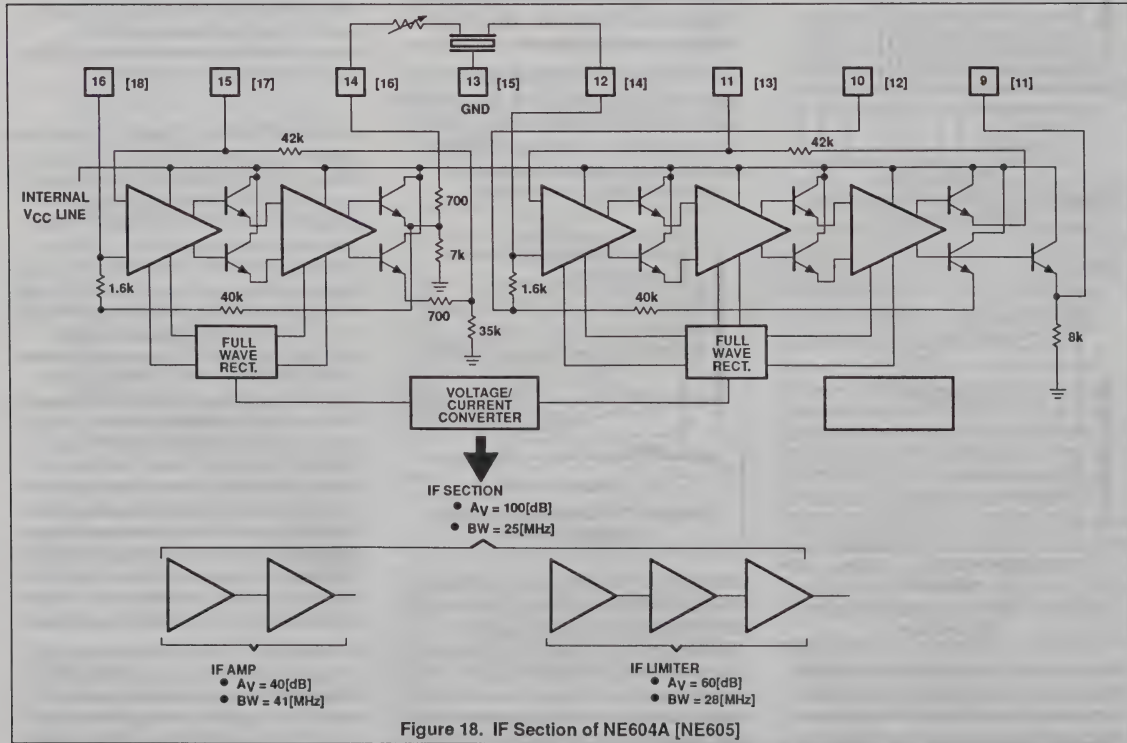 16 [18] 15 [17] 14 [16] 13 [15] 12 [14] 11 [13] 10 [12] 9 [11]
GND
42k 42k
INTERNAL
VCC LINE
700
7k
1.6k 40k 700 35k 1.6k 40k 8k
FULL
WAVE
RECT.
FULL
WAVE
RECT.
VOLTAGE/
CURRENT
CONVERTER
IF SECTION
● AV = 100[dB]
● BW = 25[MHz]
IF AMP
● AV = 40[dB]
● BW = 41[MHz]
IF LIMITER
● AV = 60[dB]
● BW = 28[MHz]
Figure 18. IF Section of NE604A [NE605]